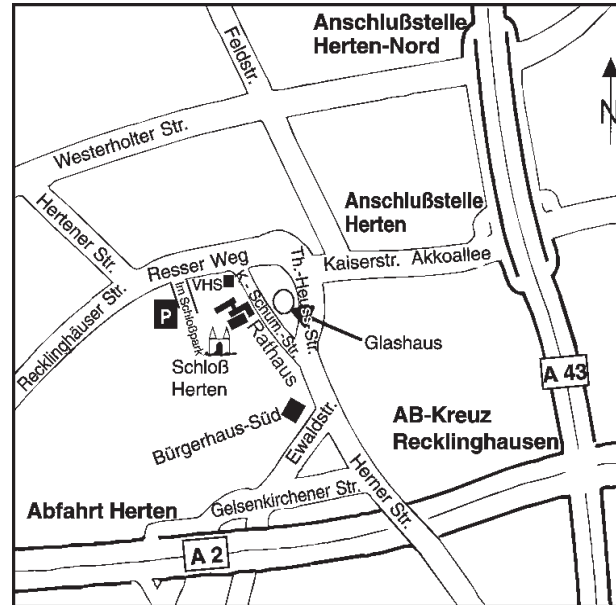 Anschlußstelle
Herten-Nord
Feldstr.
N
Westerholter Str.
Hertener Str.
Anschlußstelle
Herten
Resser Weg
Th.-Heuss-Str.
Kaiserstr. Akkoallee
VHS
K.-Schum.-Str.
Im Schloßpark
P
Recklinghäuser Str.
Rathaus
Glashaus
Schloß
Herten
A 43
Bürgerhaus-Süd
Ewaldstr.
AB-Kreuz
Recklinghausen
Herner Str.
Gelsenkirchener Str.
Abfahrt Herten
A 2